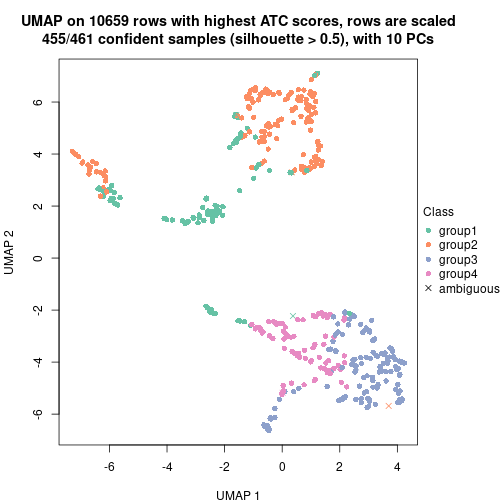 UMAP on 10659 rows with highest ATC scores, rows are scaled
455/461 confident samples (silhouette > 0.5), with 10 PCs
6
4
2
0
-2
-4
-6
UMAP 2
-6
-4
-2
0
2
4
UMAP 1
Class
group1
group2
group3
group4
ambiguous